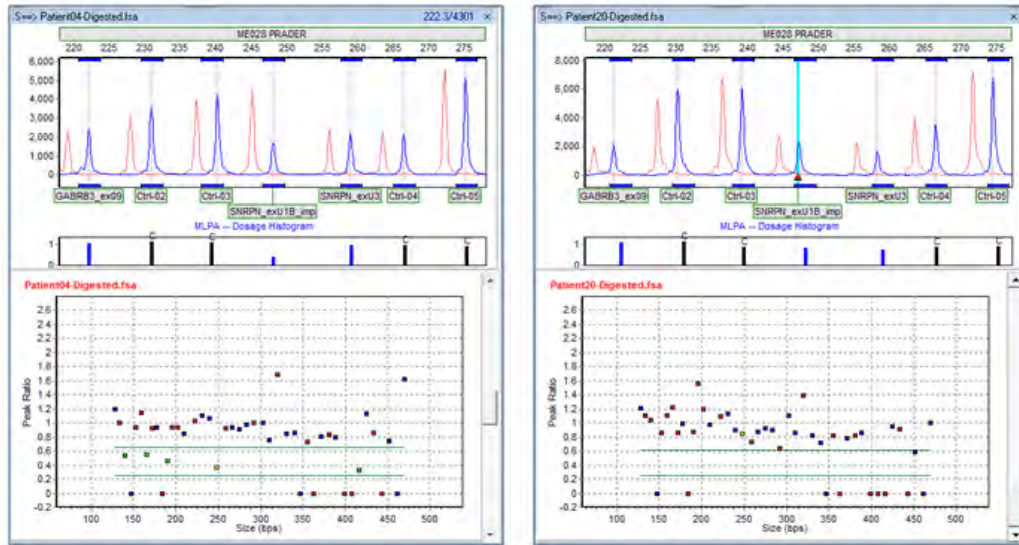 S==> Patient04-Digested.fsa 222.3/4301 ×
ME028 PRADER
220 225 230 235 240 245 250 255 260 265 270 275
6,000
5,000
4,000
3,000
2,000
1,000
0
GABRB3_ex09 Ctrl-02 Ctrl-03 SNRPN_exU3 Ctrl-04 Ctrl-05
SNRPN_exU1B_imp
MLPA -- Dosage Histogram
C C C C
1
0
Patient04-Digested.fsa
Peak Ratio
2.6
2.2
1.8
1.6
1.4
1.2
1
0.8
0.6
0.4
0.2
0
-0.2
100 150 200 250 300 350 400 450 500
Size (bps)
S==> Patient20-Digested.fsa ×
ME028 PRADER
220 225 230 235 240 245 250 255 260 265 270 275
8,000
6,000
4,000
2,000
0
GABRB3_ex09 Ctrl-02 Ctrl-03 SNRPN_exU3 Ctrl-04 Ctrl-05
SNRPN_exU1B_imp
MLPA -- Dosage Histogram
C C C C
1
0
Patient20-Digested.fsa
Peak Ratio
2.6
2.2
2
1.8
1.6
1.4
1.2
1
0.8
0.6
0.4
0.2
0
-0.2
100 150 200 250 300 350 400 450 500
Size (bps)